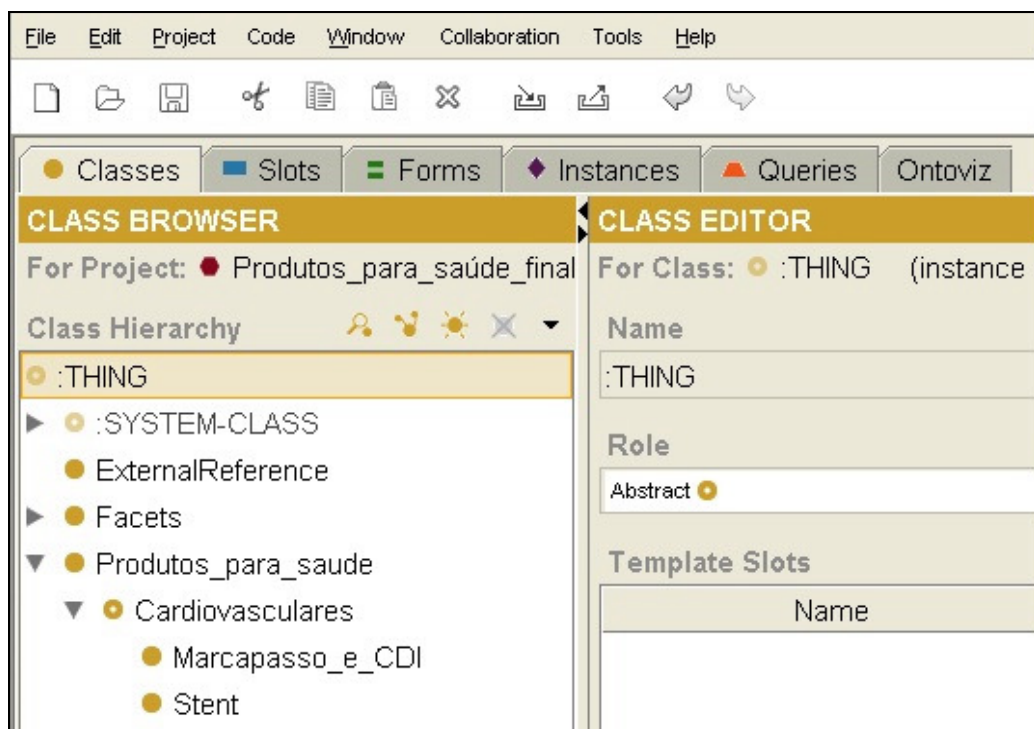 File Edit Project Code Window Collaboration Tools Help
Classes Slots Forms Instances Queries Ontoviz
CLASS BROWSER
For Project: Produtos_para_saúde_final
Class Hierarchy
:THING
:SYSTEM-CLASS
ExternalReference
Facets
Produtos_para_saude
Cardiovasculares
Marcapasso_e_CDI
Stent
CLASS EDITOR
For Class: :THING (instance
Name
:THING
Role
Abstract
Template Slots
Name